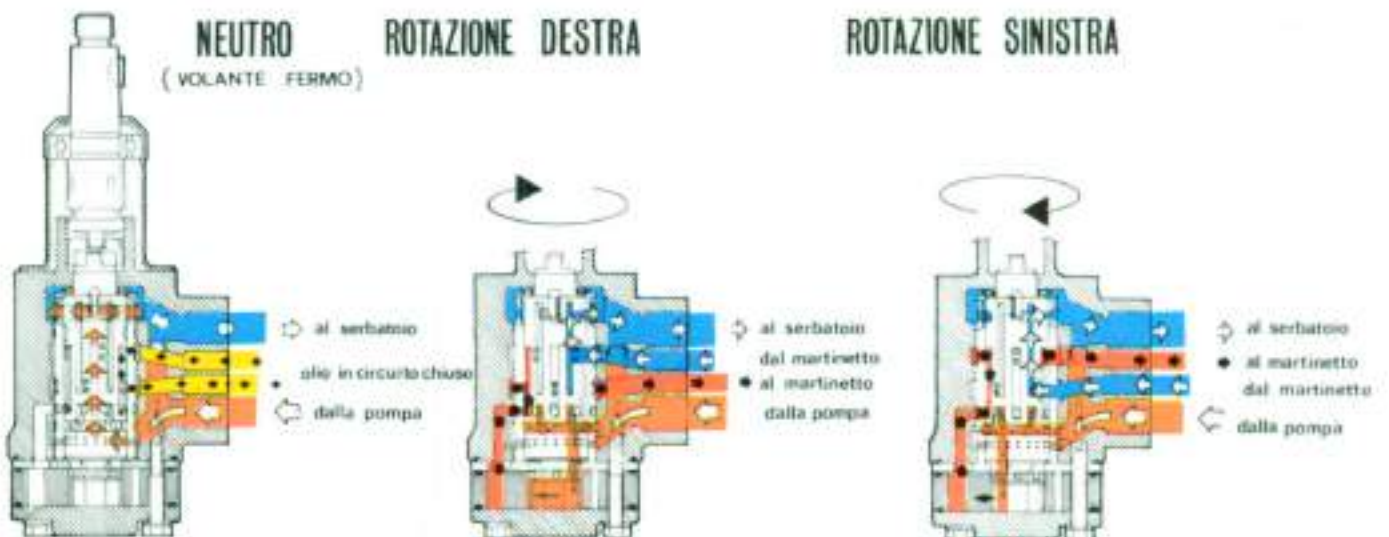 NEUTRO
(VOLANTE FERMO)
al serbatoio
olio in circurto chiuso
dalla pompa
ROTAZIONE DESTRA
al serbatoio
dal martinetto
al martinetto
dalla pompa
ROTAZIONE SINISTRA
al serbatoio
al martinetto
dal martinetto
dalla pompa